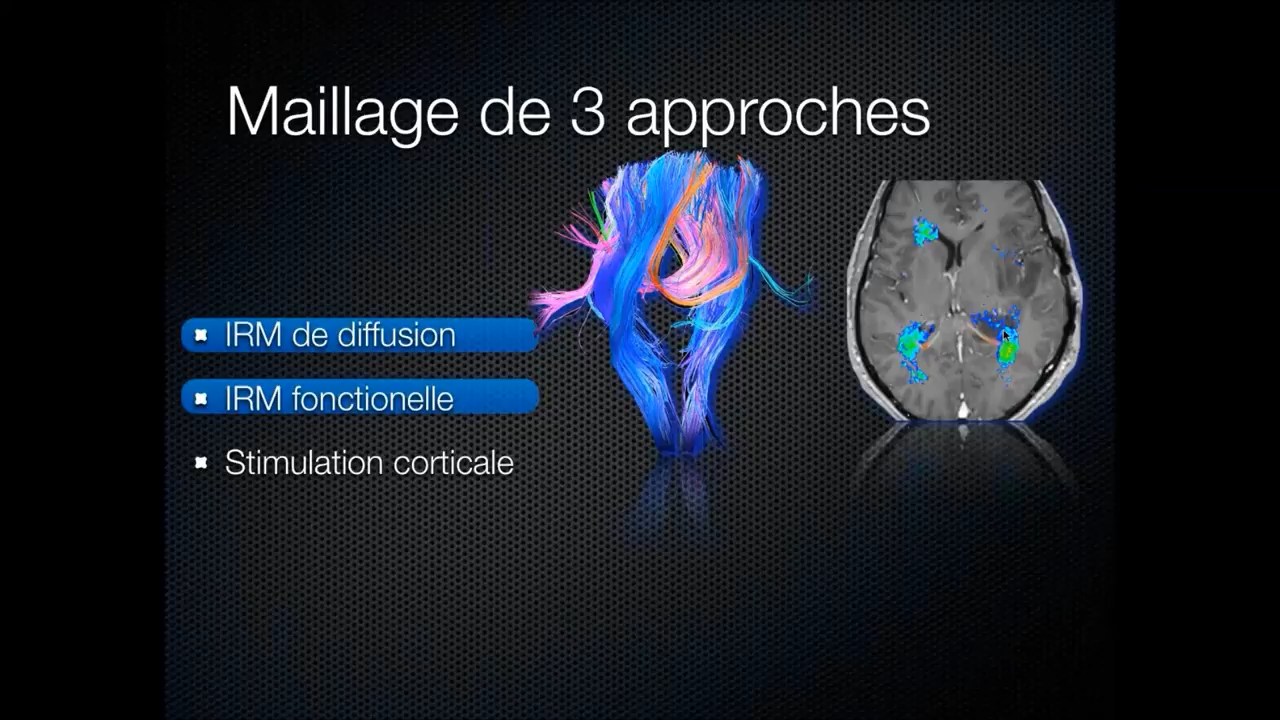 Maillage de 3 approches
IRM de diffusion
IRM fonctionelle
Stimulation corticale